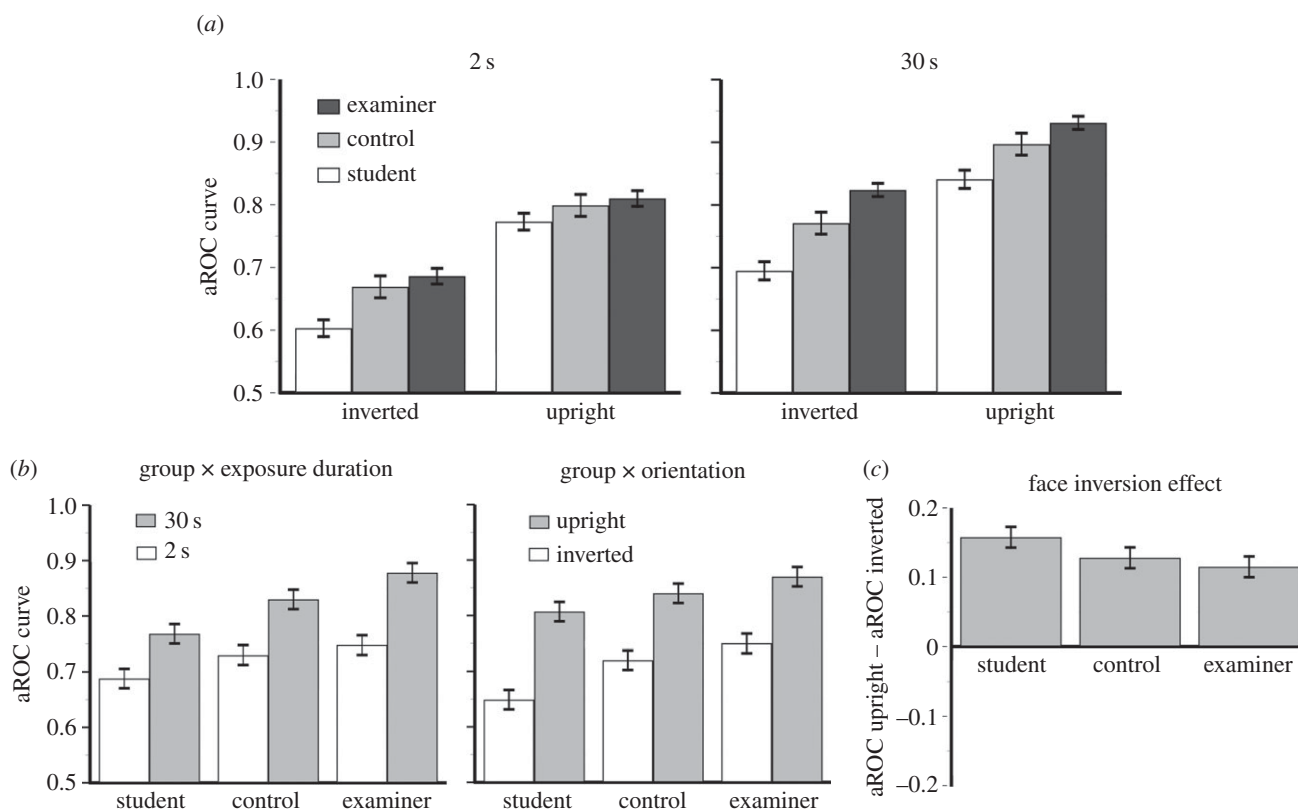 (a)
2 s
30 s
aROC curve
1.0
0.9
0.8
0.7
0.6
0.5
examiner
control
student
inverted
upright
inverted
upright
(b)
group × exposure duration
group × orientation
aROC curve
1.0
0.9
0.8
0.7
0.6
0.5
30 s
2 s
upright
inverted
student
control
examiner
student
control
examiner
(c)
face inversion effect
aROC upright – aROC inverted
0.2
0.1
0
–0.1
–0.2
student
control
examiner